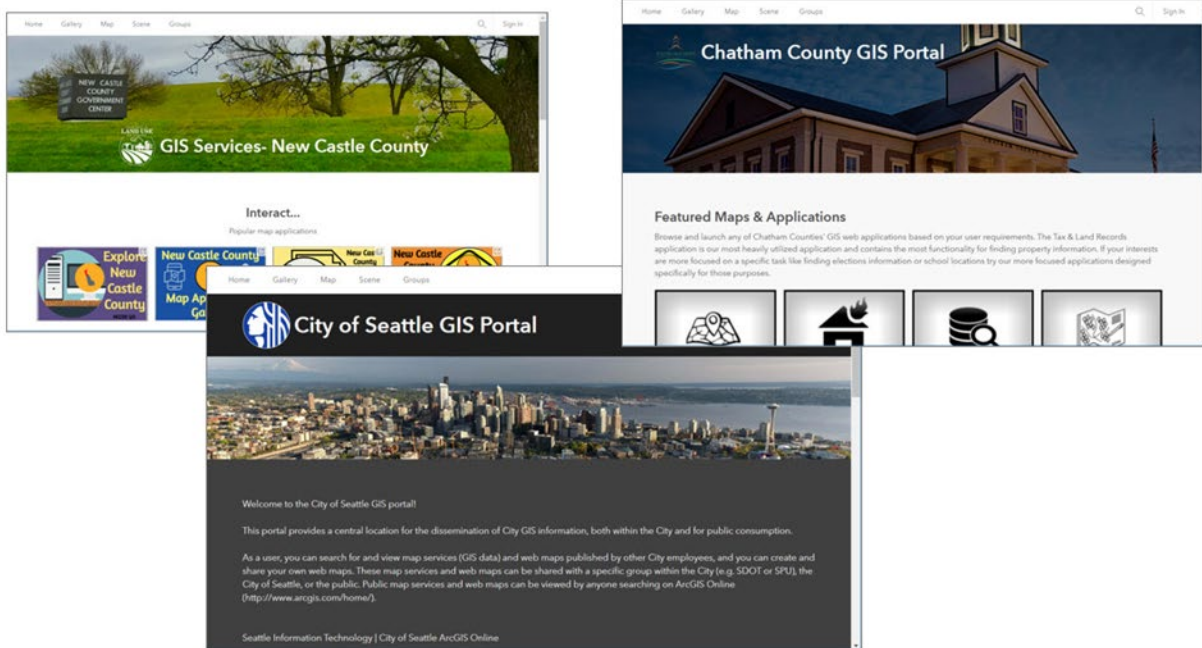 Home Gallery Map Scene Groups Sign In
NEW CASTLE
COUNTY
GOVERNMENT
CENTER
LAND USE
GIS Services- New Castle County
Interact...
Popular map applications
Explore
New
Castle
County
New Castle County
Map Ap
Ga
New Cas
County
New Castle
County
Home Gallery Map Scene Groups Sign In
Chatham County GIS Portal
Featured Maps & Applications
Browse and launch any of Chatham Counties' GIS web applications based on your user requirements. The Tax & Land Records
application is our most heavily utilized application and contains the most functionality for finding property information. If your interests
are more focused on a specific task like finding elections information or school locations try our more focused applications designed
specifically for those purposes.
Home Gallery Map Scene Groups
City of Seattle GIS Portal
Welcome to the City of Seattle GIS portal!
This portal provides a central location for the dissemination of City GIS information, both within the City and for public consumption.
As a user, you can search for and view map services (GIS data) and web maps published by other City employees, and you can create and
share your own web maps. These map services and web maps can be shared with a specific group within the City (e.g. SDOT or SPU), the
City of Seattle, or the public. Public map services and web maps can be viewed by anyone searching on ArcGIS Online
(http://www.arcgis.com/home/).
Seattle Information Technology | City of Seattle ArcGIS Online